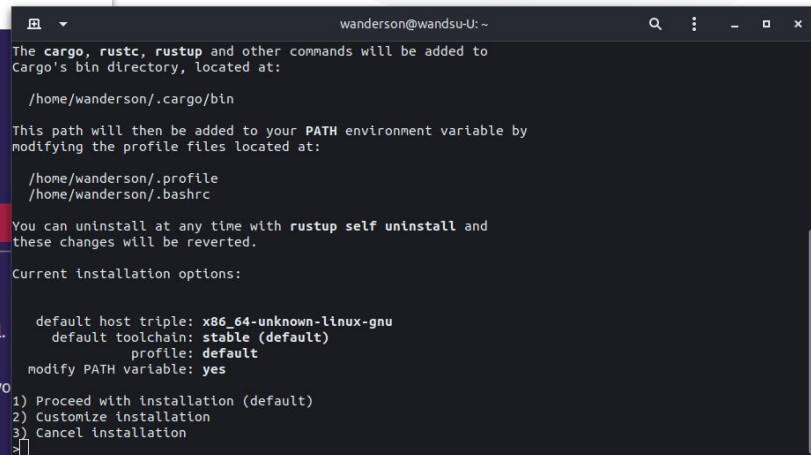 wanderson@wandsu-U: ~
The cargo, rustc, rustup and other commands will be added to
Cargo's bin directory, located at:
/home/wanderson/.cargo/bin
This path will then be added to your PATH environment variable by
modifying the profile files located at:
/home/wanderson/.profile
/home/wanderson/.bashrc
You can uninstall at any time with rustup self uninstall and
these changes will be reverted.
Current installation options:
default host triple: x86_64-unknown-linux-gnu
default toolchain: stable (default)
profile: default
modify PATH variable: yes
1) Proceed with installation (default)
2) Customize installation
3) Cancel installation
>